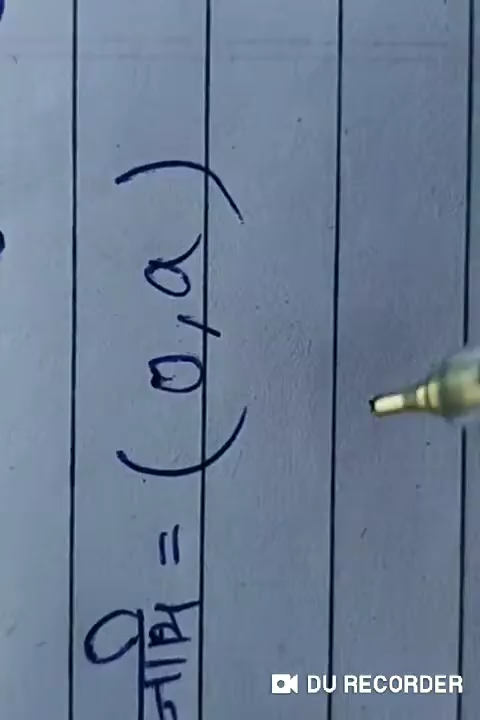 नाभि = (0, a)
DU RECORDER